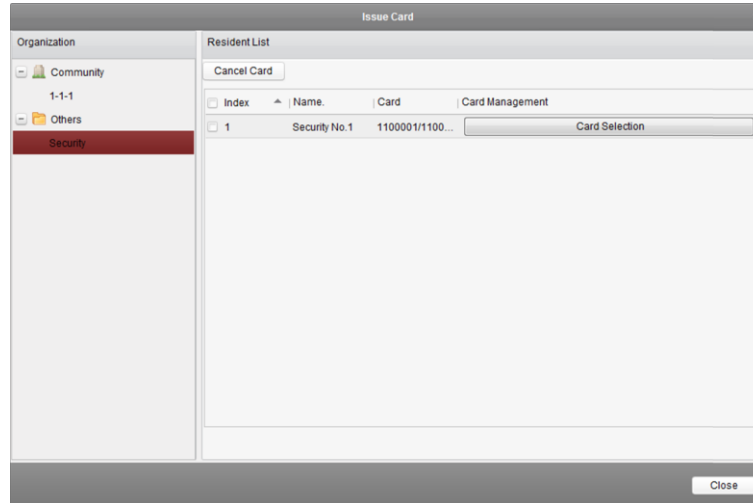 Issue Card
Organization
Community
1-1-1
Others
Security
Resident List
Cancel Card
Index Name. Card Card Management
1 Security No.1 1100001/1100... Card Selection
Close